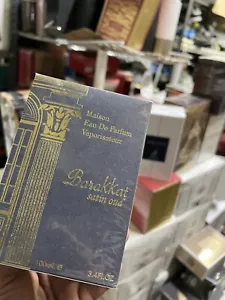 Maison
Eau De Parfum
Vaporisateur
Barakkat
satin oud
100ml ℮
3.4FL.OZ